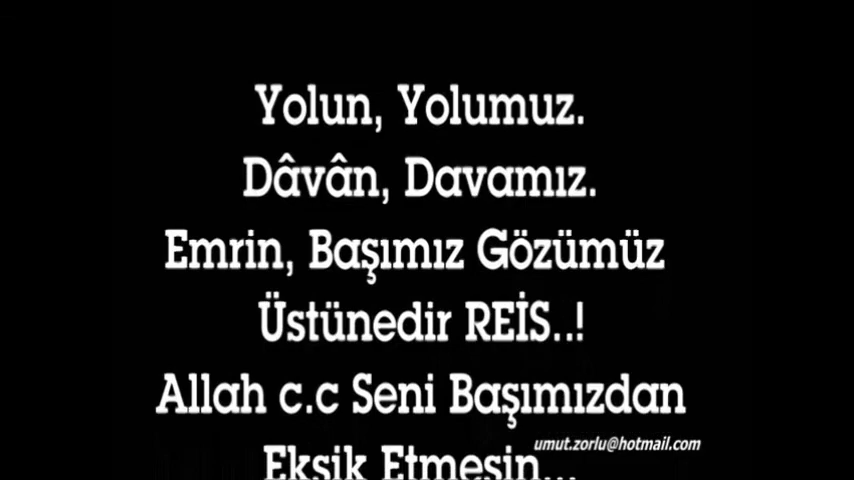 Yolun, Yolumuz.
Dâvân, Davamız.
Emrin, Başımız Gözümüz
Üstünedir REİS..!
Allah c.c Seni Başımızdan
Eksik Etmesin...
umut.zorlu@hotmail.com